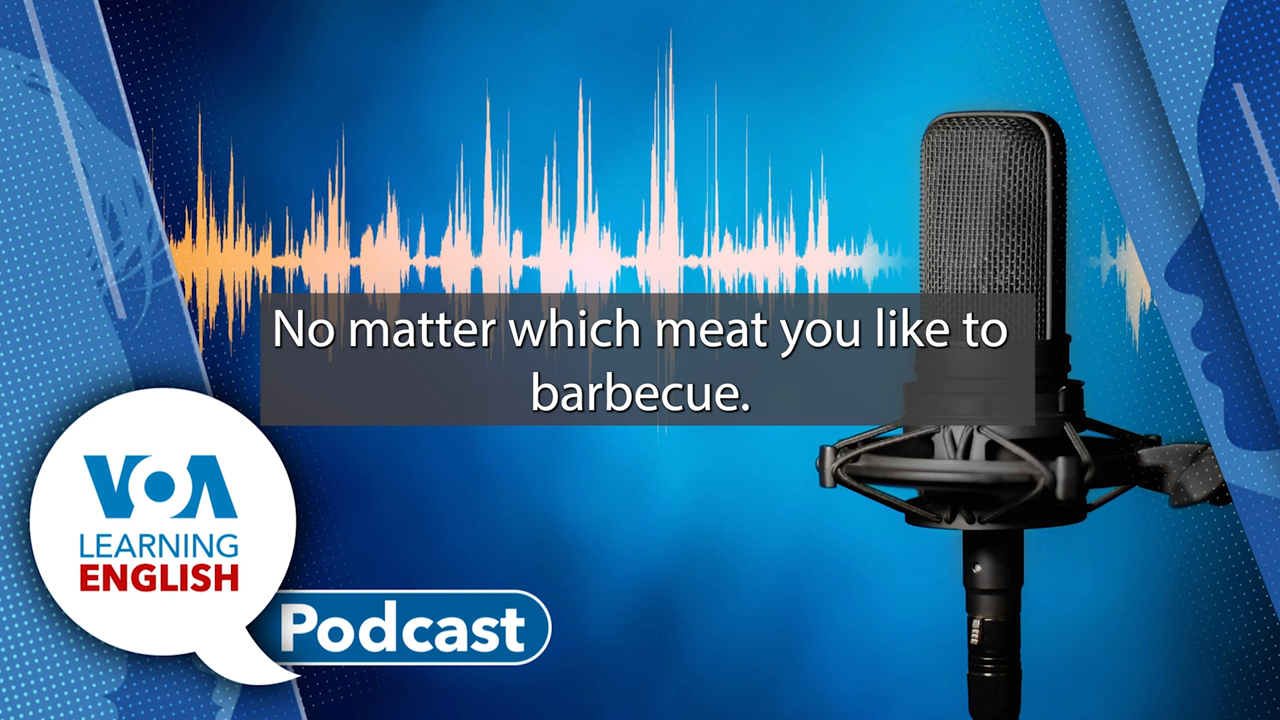 No matter which meat you like to
barbecue.
VOA
LEARNING
ENGLISH
Podcast